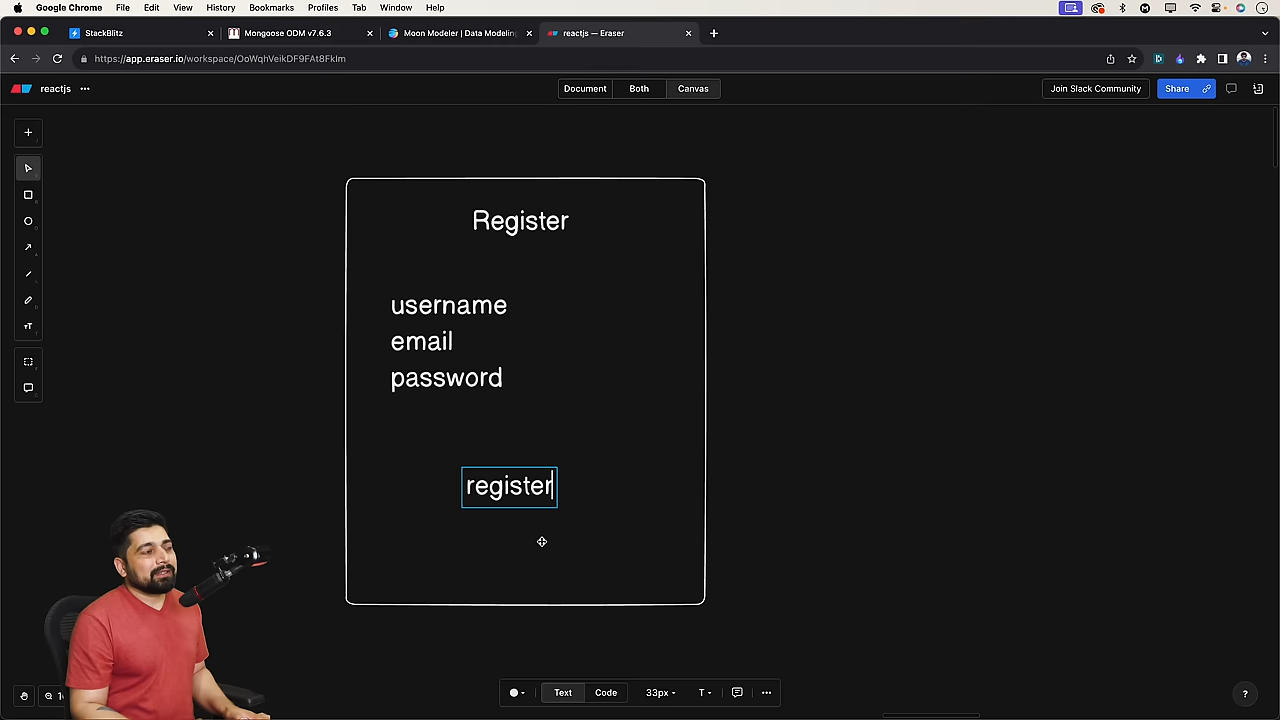 Google Chrome File Edit View History Bookmarks Profiles Tab Window Help
StackBlitz
Mongoose ODM v7.6.3
Moon Modeler | Data Modeling
reactjs — Eraser
https://app.eraser.io/workspace/OoWqhVeikDF9FAt8Fklm
reactjs
Document Both Canvas
Join Slack Community
Share
Register
username
email
password
register
Text Code 33px T
?